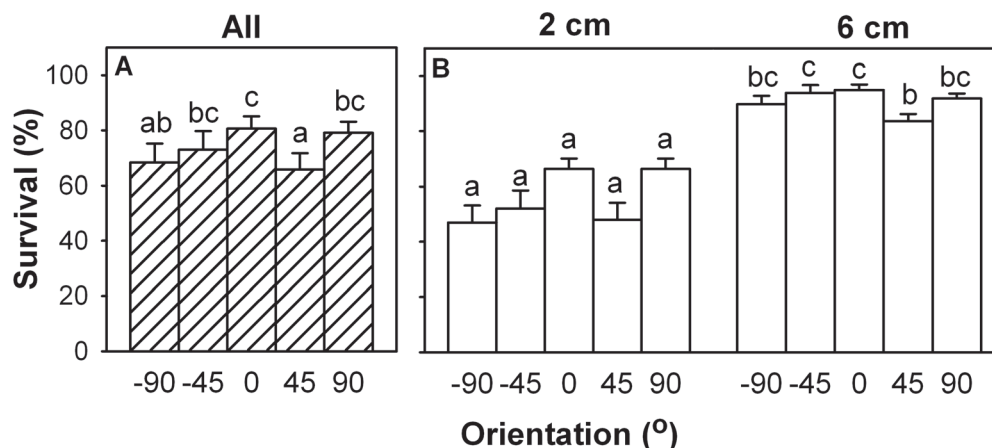 All 2 cm 6 cm
Survival (%)
100
80
60
40
20
0
A
ab bc c a bc
B
a a a a a
bc c c b bc
-90 -45 0 45 90 -90 -45 0 45 90 -90 -45 0 45 90
Orientation (º)